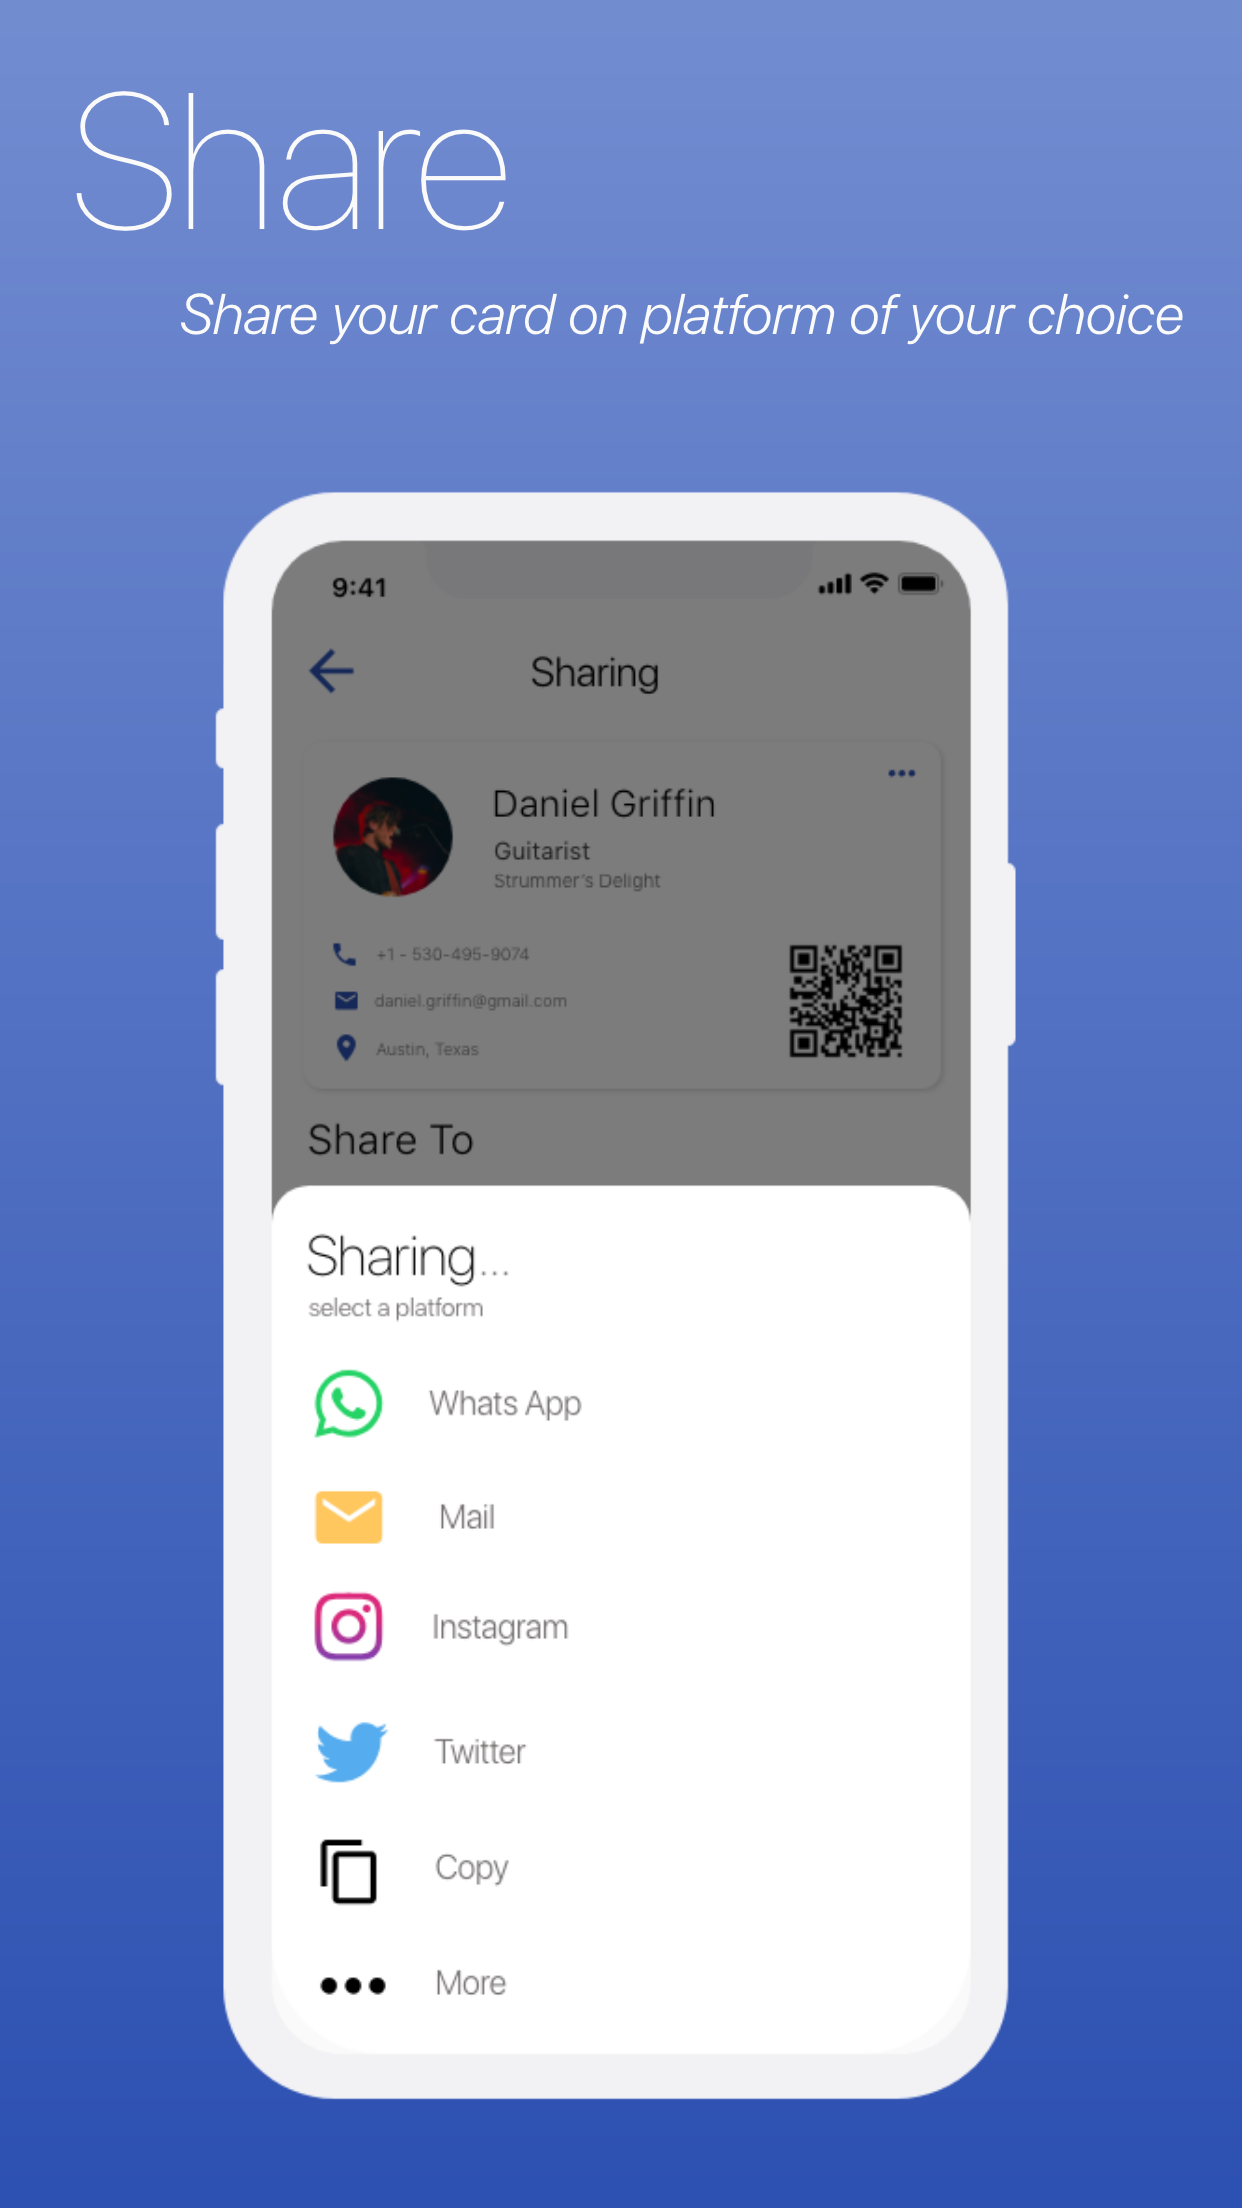 Share
Share your card on platform of your choice
9:41
Sharing
Daniel Griffin
Guitarist
Strummer's Delight
+1 - 530-495-9074
daniel.griffin@gmail.com
Austin, Texas
Share To
Sharing...
select a platform
Whats App
Mail
Instagram
Twitter
Copy
More